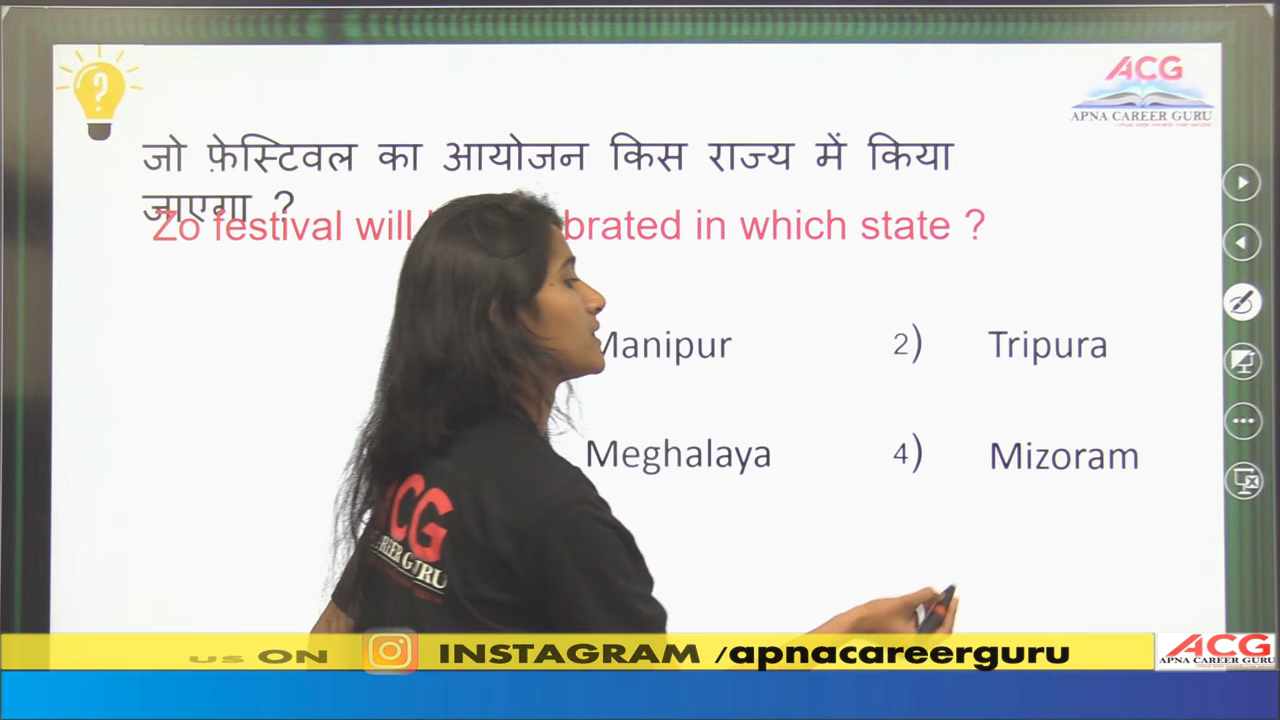 ACG
APNA CAREER GURU
जो फ़ेस्टिवल का आयोजन किस राज्य में किया
जाएगा ?
Zo festival will brated in which state ?
Manipur
2) Tripura
Meghalaya
4) Mizoram
ACG
CAREER GURU
US ON INSTAGRAM /apnacareerguru
ACG
APNA CAREER GURU